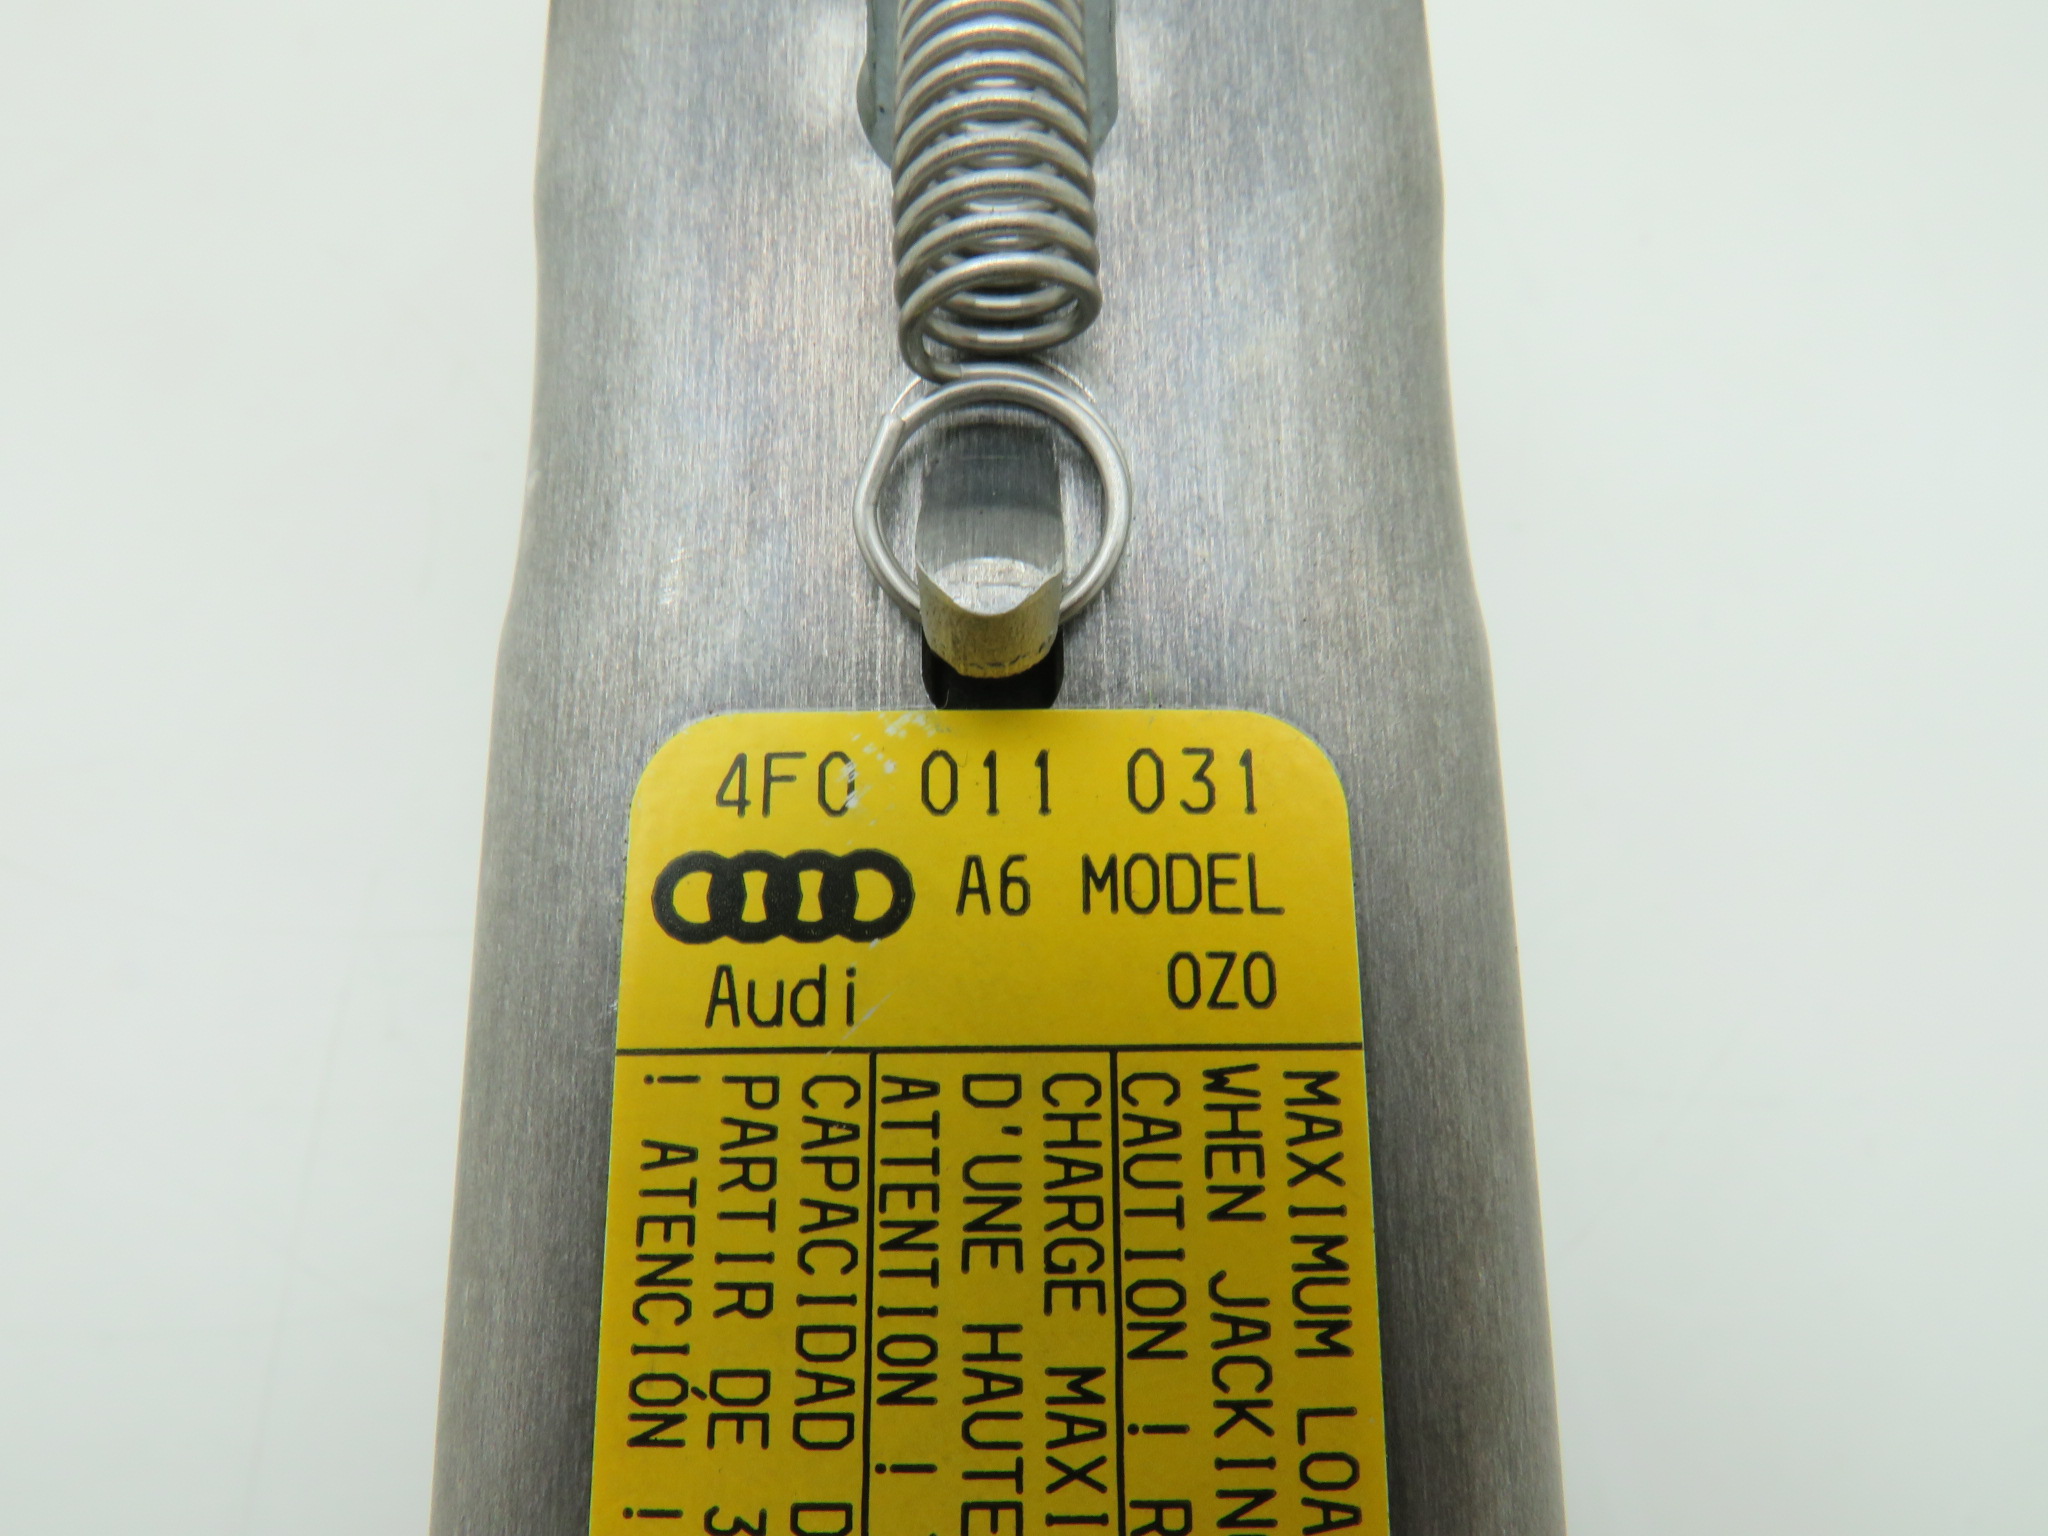 4F0 011 031
A6 MODEL
Audi 0Z0
MAXIMUM LOA
WHEN JACKIN
CAUTION ! R
CHARGE MAXI
D'UNE HAUTE
ATTENTION !
CAPACIDAD D
PARTIR DE 3
! ATENCIÓN !